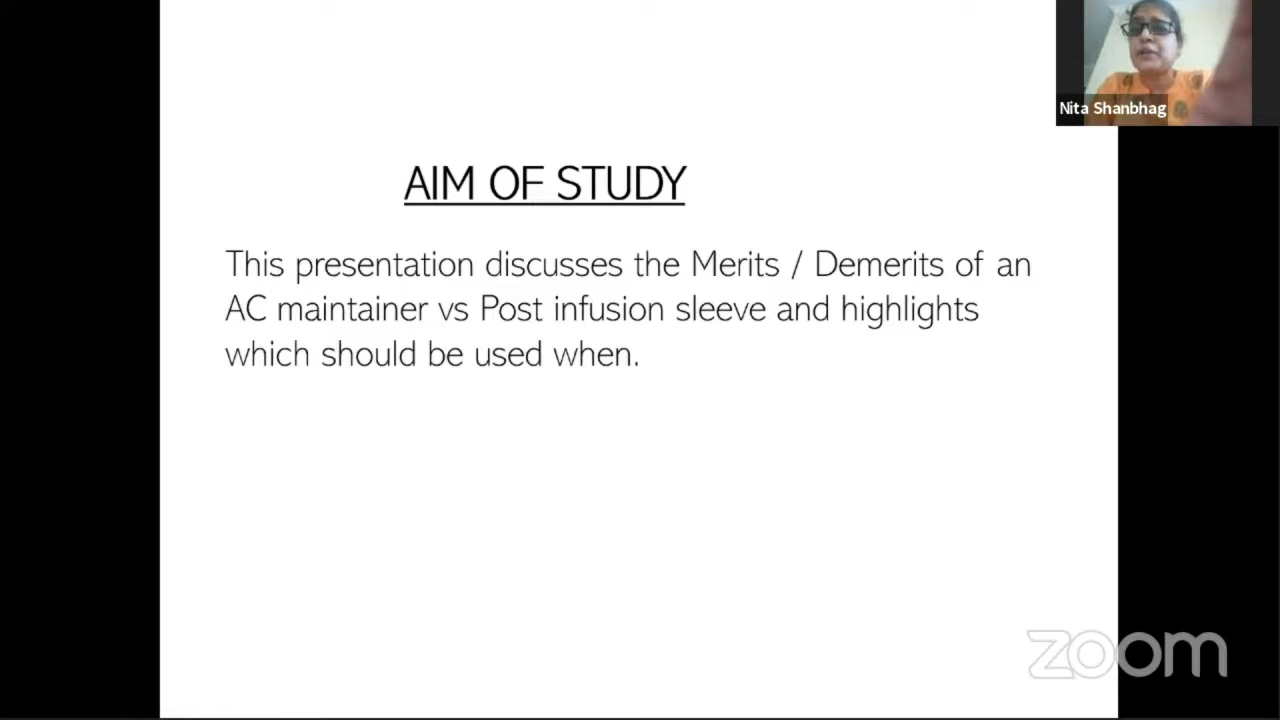 Nita Shanbhag
AIM OF STUDY
This presentation discusses the Merits / Demerits of an
AC maintainer vs Post infusion sleeve and highlights
which should be used when.
zoom